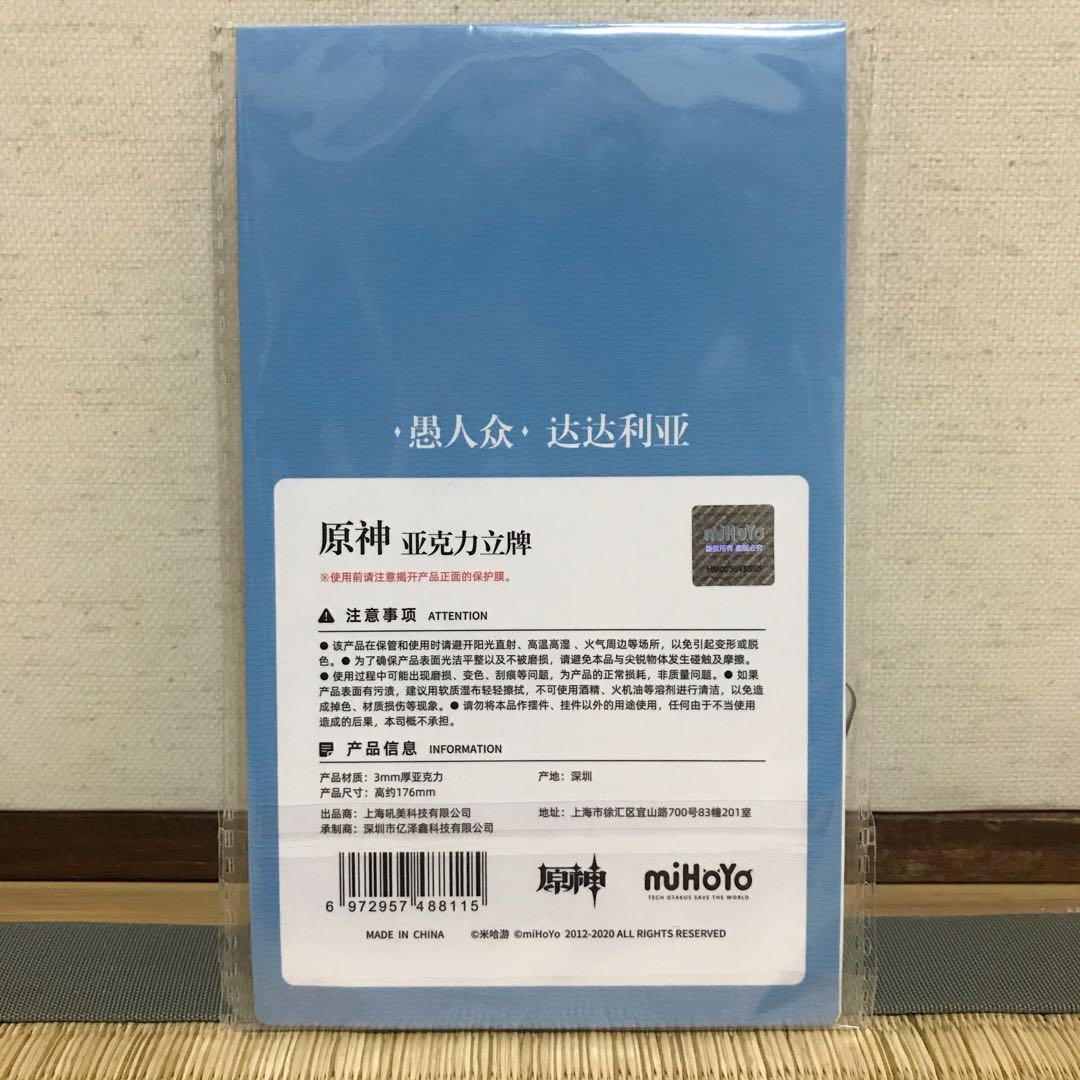 愚人众 达达利亚
原神 亚克力立牌
miHoYo
版权所有 盗版必究
※使用前请注意揭开产品正面的保护膜。
注意事项 ATTENTION
● 该产品在保管和使用时请避开阳光直射、高温高湿、火气周边等场所，以免引起变形或脱
色。● 为了确保产品表面光洁平整以及不被磨损，请避免本品与尖锐物体发生碰触及摩擦。
● 使用过程中可能出现磨损、变色、刮痕等问题，为产品的正常损耗，非质量问题。● 如果
产品表面有污渍，建议用软质湿布轻轻擦拭，不可使用酒精、火机油等溶剂进行清洁，以免造
成掉色、材质损伤等现象。● 请勿将本品作摆件、挂件以外的用途使用，任何由于不当使用
造成的后果，本司概不承担。
产品信息 INFORMATION
产品材质：3mm厚亚克力 产地：深圳
产品尺寸：高约176mm
出品商：上海吼美科技有限公司 地址：上海市徐汇区宜山路700号83幢201室
承制商：深圳市亿泽鑫科技有限公司
6 972957 488115
原神
miHoYo
TECH OTAKUS SAVE THE WORLD
MADE IN CHINA ©米哈游 ©miHoYo 2012-2020 ALL RIGHTS RESERVED